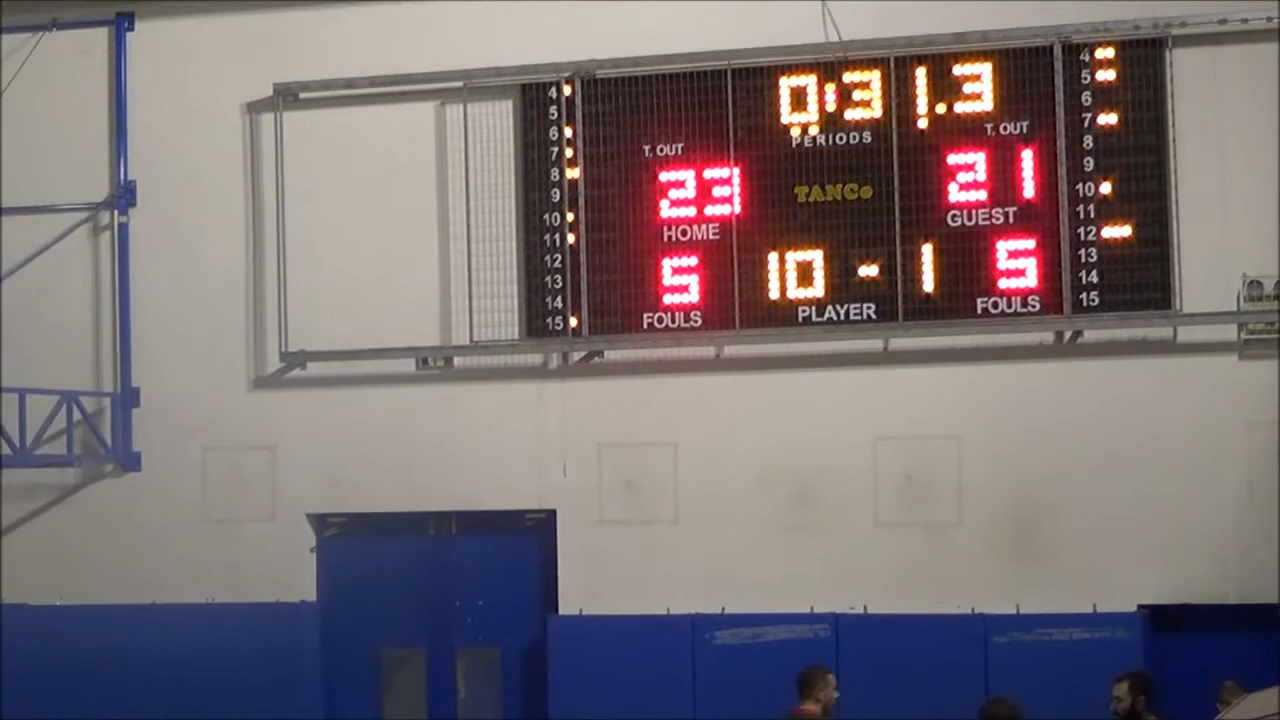 0:31.3
PERIODS
T. OUT
T. OUT
23
21
TANCo
HOME
GUEST
5
10 - 1
5
FOULS
PLAYER
FOULS
4
5
6
7
8
9
10
11
12
13
14
15
4
5
6
7
8
9
10
11
12
13
14
15